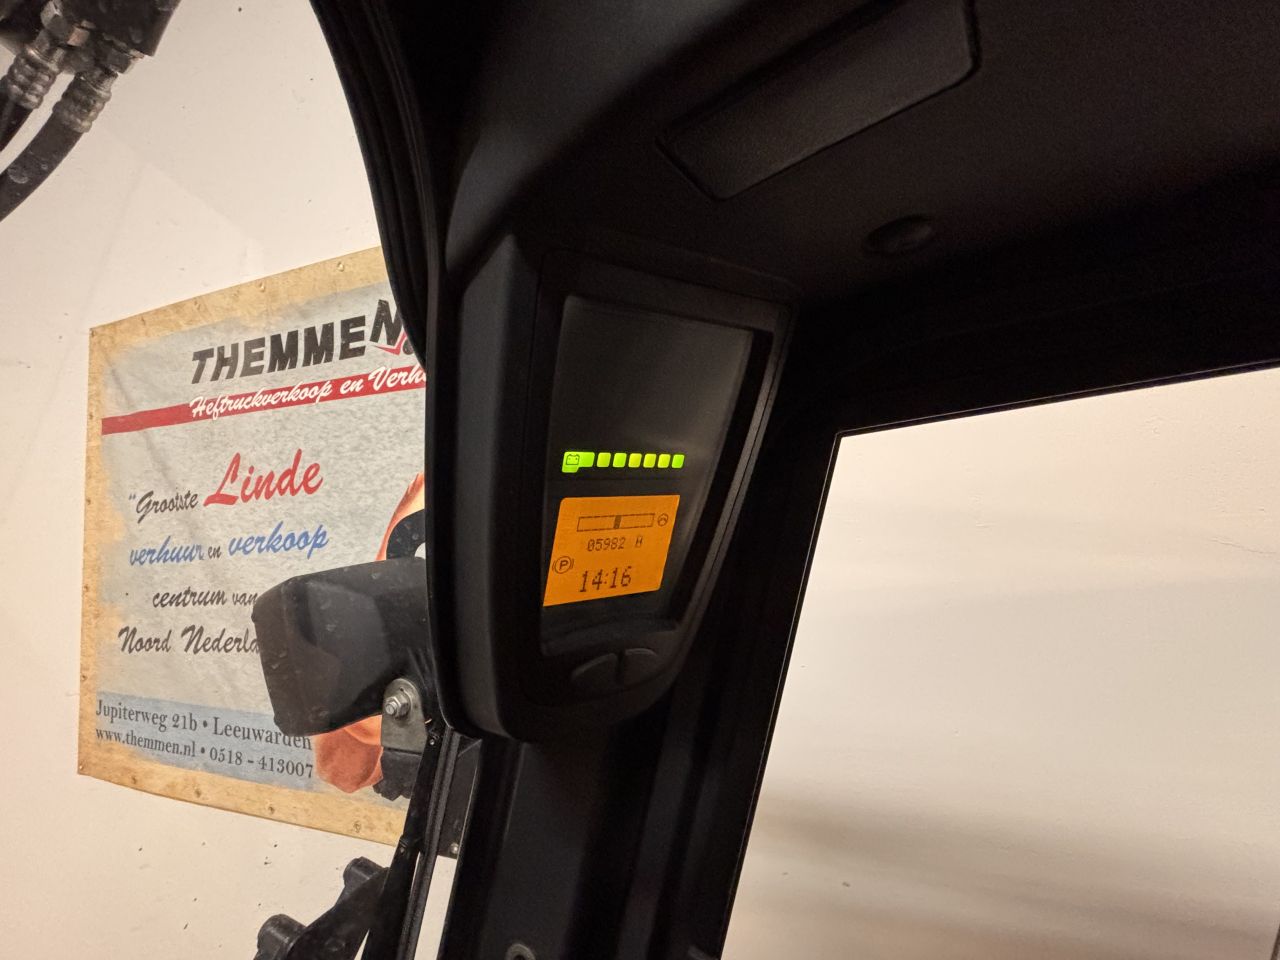 THEMMEN
Heftruckverkoop en Verh
"Grootste Linde
verhuur en verkoop
centrum van
Noord Nederla
Jupiterweg 21b • Leeuwarden
www.themmen.nl • 0518 - 413007
05982 H
P
14:16